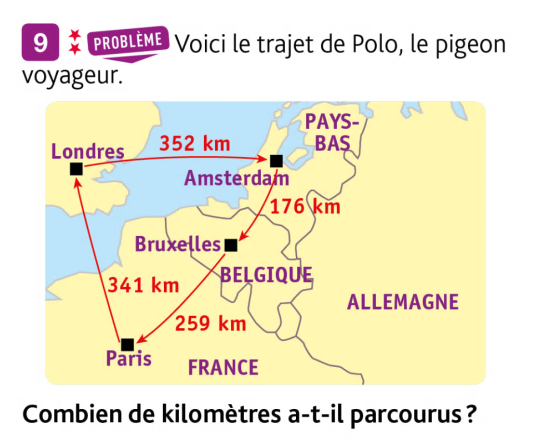 9 PROBLÈME Voici le trajet de Polo, le pigeon
voyageur.
PAYS-
BAS
352 km
Londres
Amsterdam
176 km
Bruxelles
BELGIQUE
341 km
ALLEMAGNE
259 km
Paris
FRANCE
Combien de kilomètres a-t-il parcourus ?